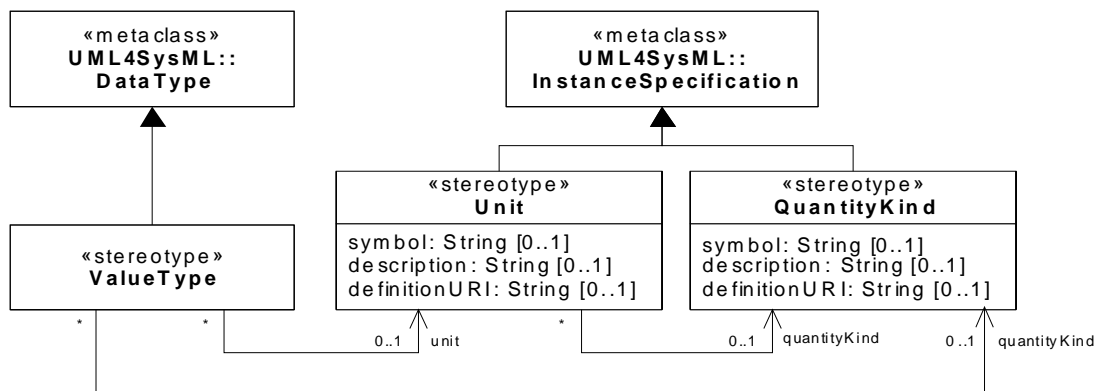 «metaclass»
UML4SysML::
DataType
«metaclass»
UML4SysML::
InstanceSpecification
«stereotype»
ValueType
«stereotype»
Unit
symbol: String [0..1]
description: String [0..1]
definitionURI: String [0..1]
«stereotype»
QuantityKind
symbol: String [0..1]
description: String [0..1]
definitionURI: String [0..1]
* * 0..1 unit * 0..1 quantityKind 0..1 quantityKind